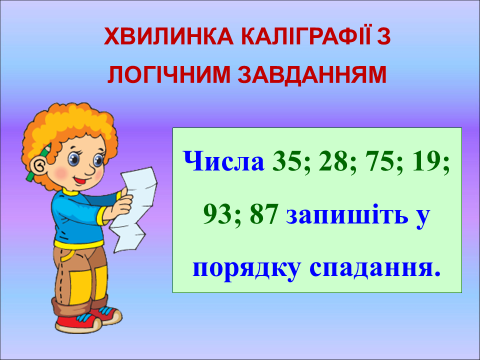 ХВИЛИНКА КАЛІГРАФІЇ З
ЛОГІЧНИМ ЗАВДАННЯМ
Числа 35; 28; 75; 19;
93; 87 запишіть у
порядку спадання.